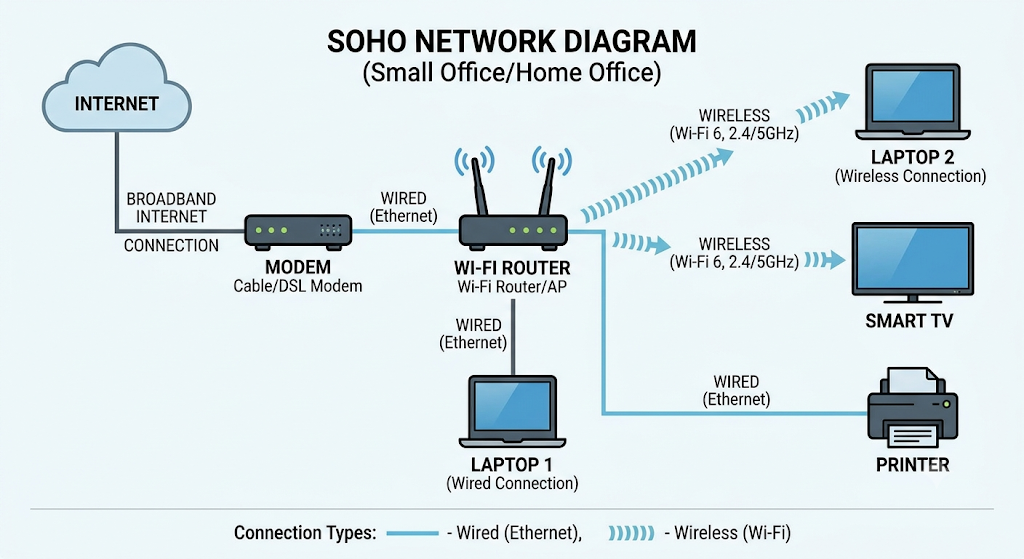 SOHO NETWORK DIAGRAM
(Small Office/Home Office)
INTERNET
BROADBAND
INTERNET
CONNECTION
MODEM
Cable/DSL Modem
WIRED
(Ethernet)
WI-FI ROUTER
Wi-Fi Router/AP
WIRELESS
(Wi-Fi 6, 2.4/5GHz)
LAPTOP 2
(Wireless Connection)
WIRELESS
(Wi-Fi 6, 2.4/5GHz)
SMART TV
WIRED
(Ethernet)
LAPTOP 1
(Wired Connection)
WIRED
(Ethernet)
PRINTER
Connection Types: - Wired (Ethernet), - Wireless (Wi-Fi)